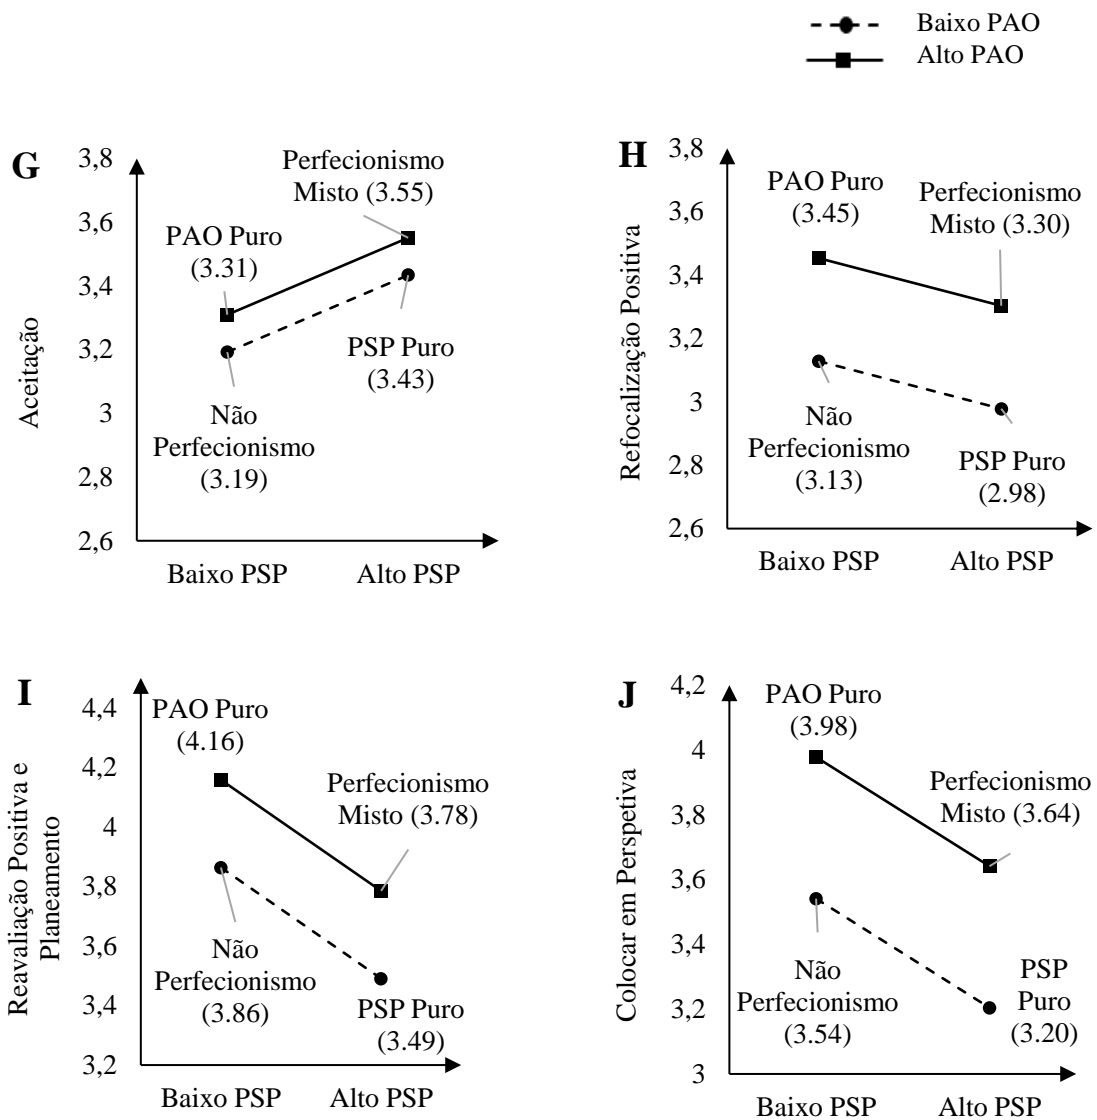 Baixo PAO
Alto PAO
G
3,8
3,6
3,4
3,2
3
2,8
2,6
Aceitação
PAO Puro
(3.31)
Perfecionismo
Misto (3.55)
Não
Perfecionismo
(3.19)
PSP Puro
(3.43)
Baixo PSP
Alto PSP
H
3,8
3,6
3,4
3,2
3
2,8
2,6
Refocalização Positiva
PAO Puro
(3.45)
Perfecionismo
Misto (3.30)
Não
Perfecionismo
(3.13)
PSP Puro
(2.98)
Baixo PSP
Alto PSP
I
4,4
4,2
4
3,8
3,6
3,4
3,2
Reavaliação Positiva e
Planeamento
PAO Puro
(4.16)
Perfecionismo
Misto (3.78)
Não
Perfecionismo
(3.86)
PSP Puro
(3.49)
Baixo PSP
Alto PSP
J
4,2
4
3,8
3,6
3,4
3,2
3
Colocar em Perspetiva
PAO Puro
(3.98)
Perfecionismo
Misto (3.64)
Não
Perfecionismo
(3.54)
PSP
Puro
(3.20)
Baixo PSP
Alto PSP